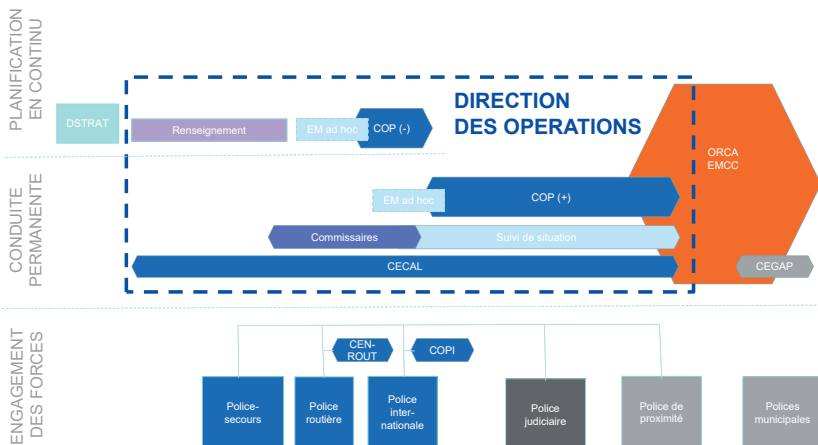 PLANIFICATION
EN CONTINU
DSTRAT
Renseignement
EM ad hoc
COP (-)
DIRECTION
DES OPERATIONS
ORCA
EMCC
CONDUITE
PERMANENTE
EM ad hoc
COP (+)
Commissaires
Suivi de situation
CECAL
CEGAP
ENGAGEMENT
DES FORCES
CEN-
ROUT
COPI
Police-
secours
Police
routière
Police
inter-
nationale
Police
judiciaire
Police de
proximité
Polices
municipales